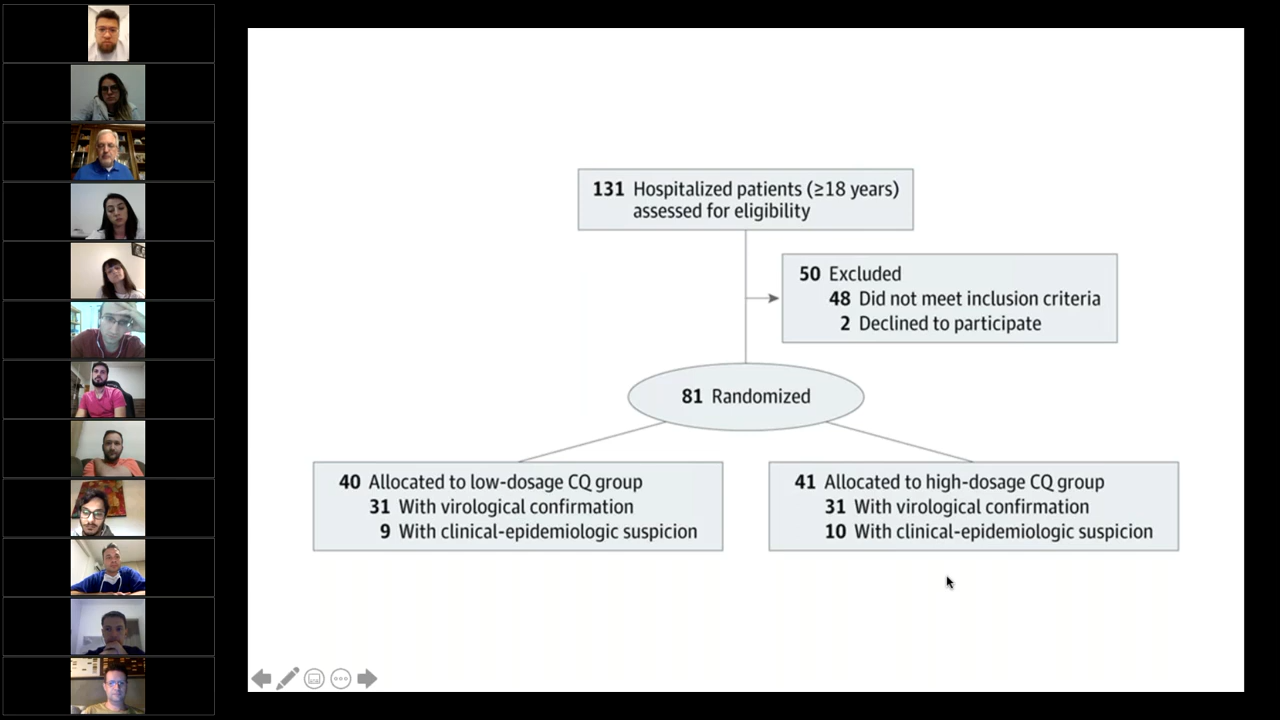 131 Hospitalized patients (≥18 years)
assessed for eligibility
50 Excluded
48 Did not meet inclusion criteria
2 Declined to participate
81 Randomized
40 Allocated to low-dosage CQ group
31 With virological confirmation
9 With clinical-epidemiologic suspicion
41 Allocated to high-dosage CQ group
31 With virological confirmation
10 With clinical-epidemiologic suspicion